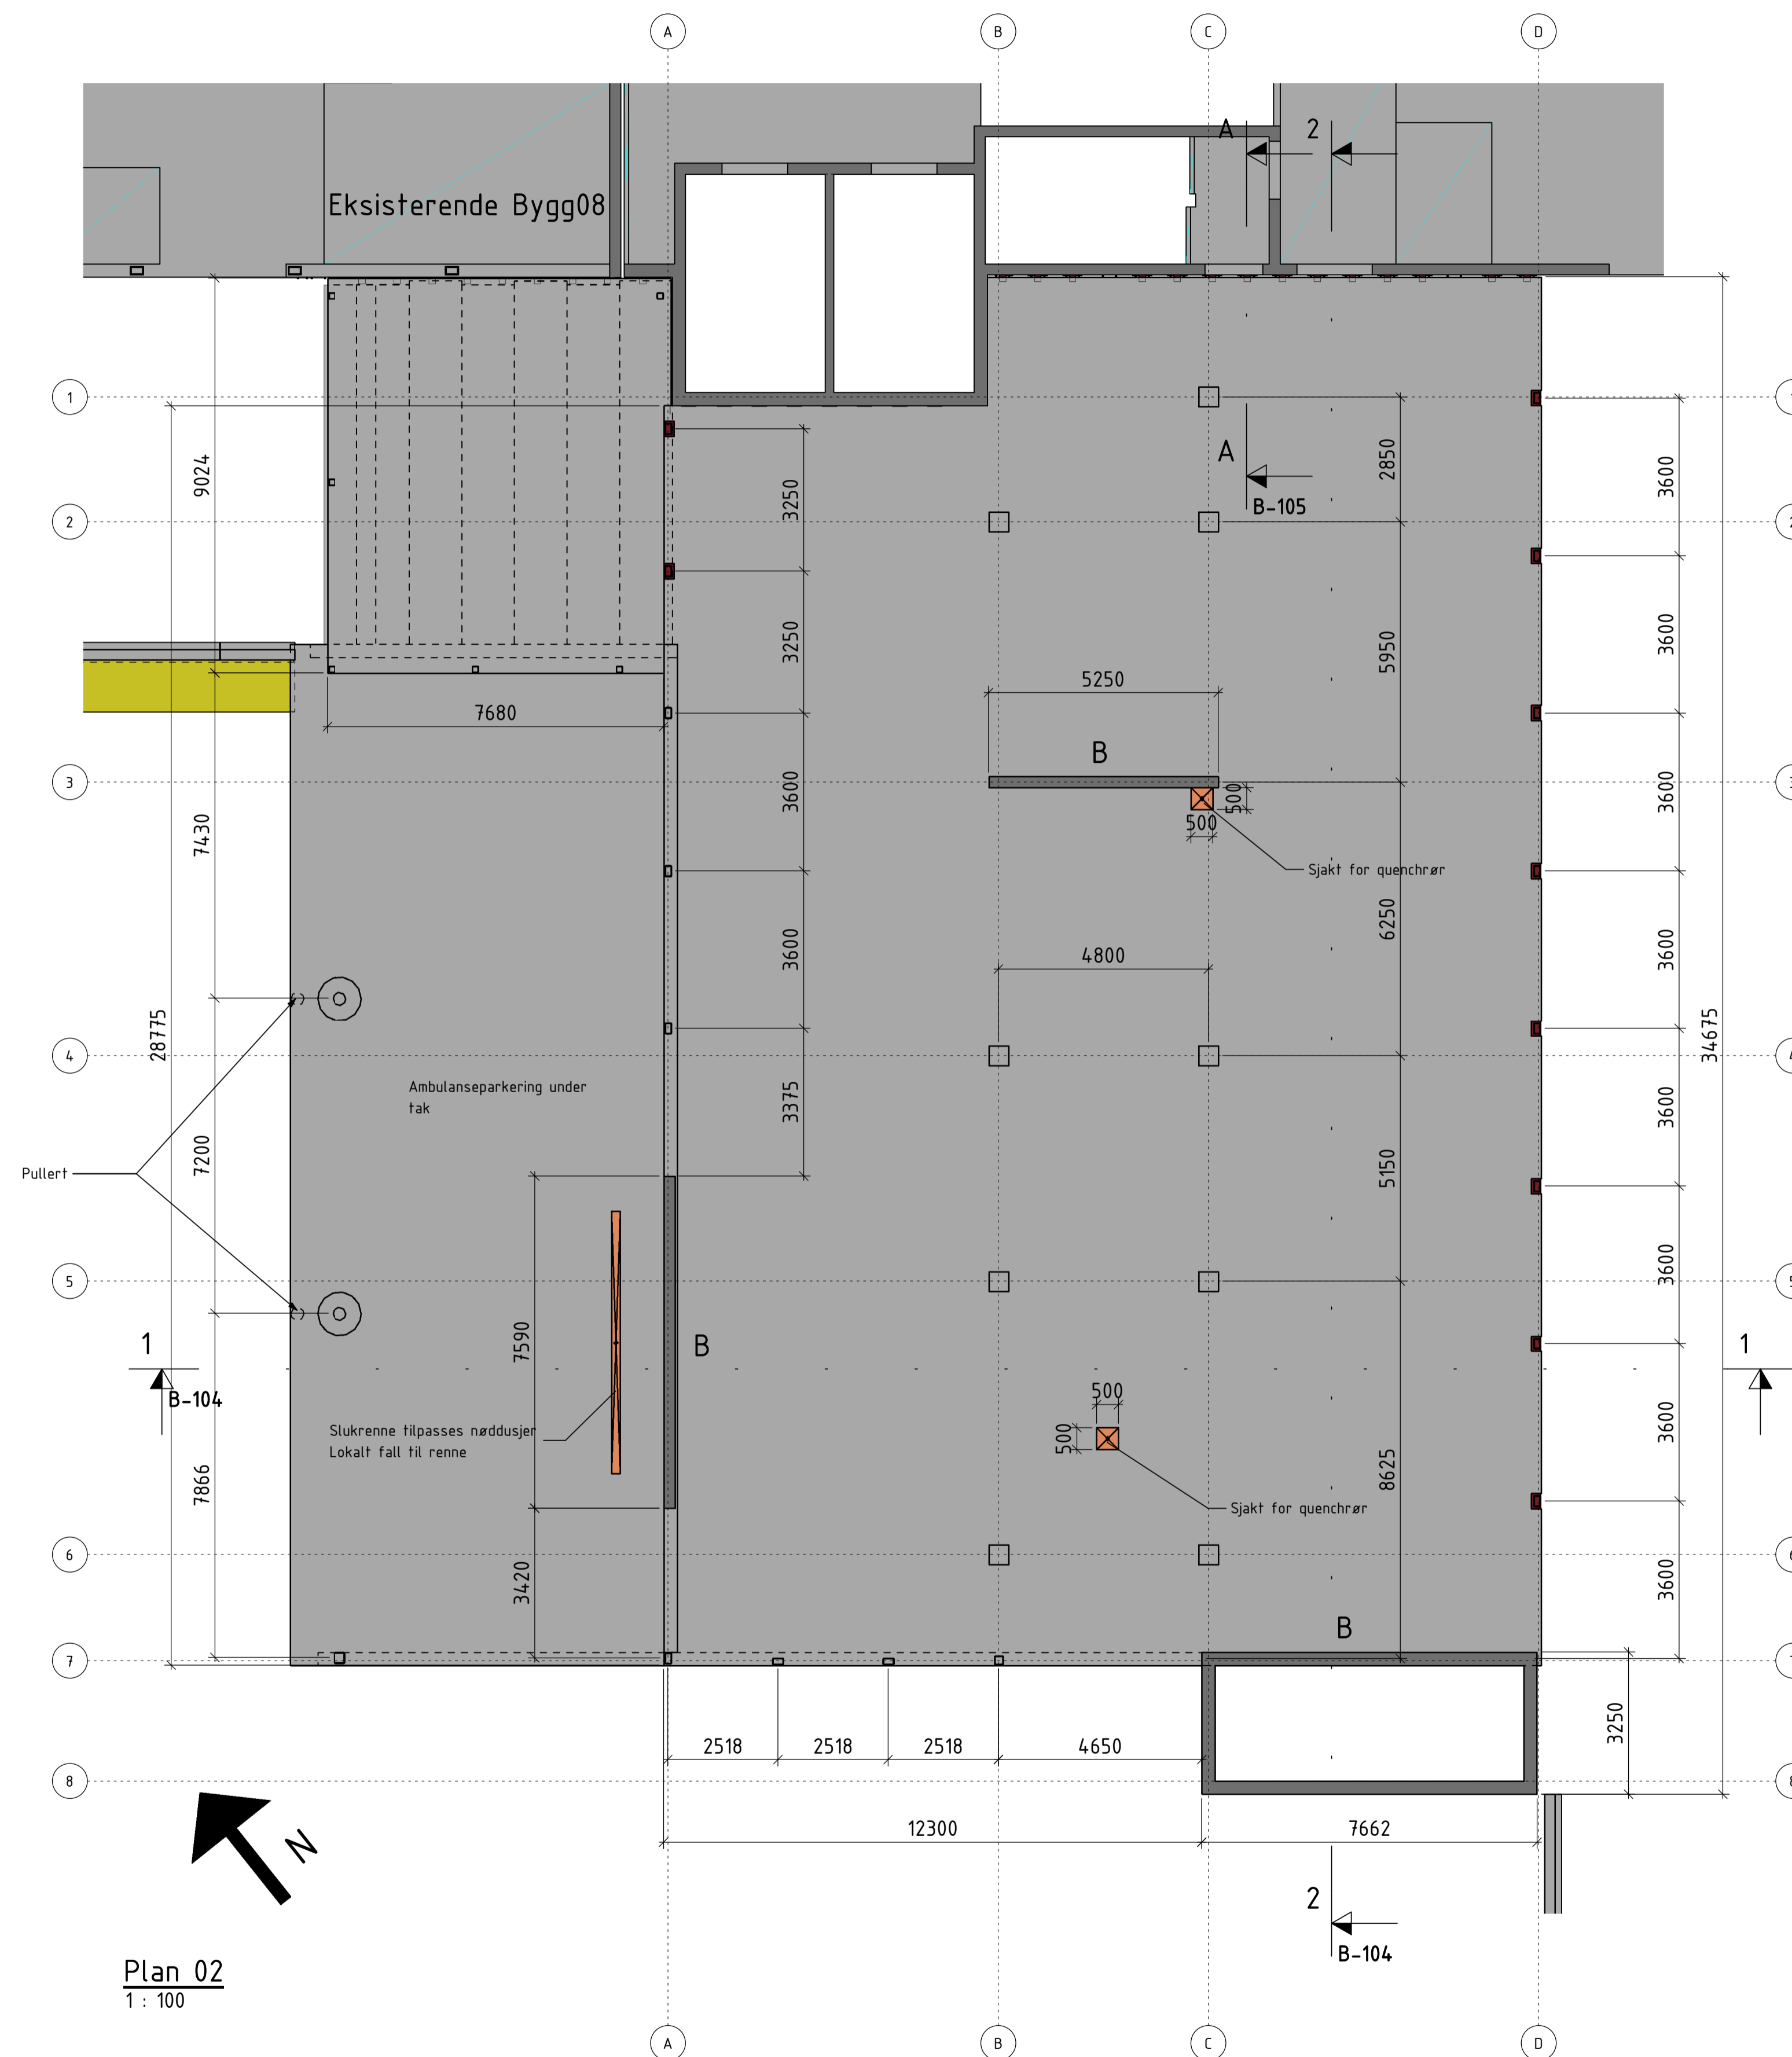 A
B
C
D
A
2
Eksisterende Bygg08
1
9024
3250
A
2850
3600
2
B-105
3250
5950
3600
5250
7680
B
3
7430
3600
500
3600
500
Sjakt for quenchrør
6250
3600
3600
4800
28775
34675
4
4
Ambulanseparkering under
tak
3375
3600
7200
5150
Pullert
5
3600
1
7590
B
1
B-104
500
Slukrenne tilpasses nøddusjer
Lokalt fall til renne
500
3600
7866
8625
Sjakt for quenchrør
6
3420
3600
B
7
2518
2518
2518
4650
3250
8
12300
7662
N
2
B-104
Plan 02
1 : 100
A
B
C
D